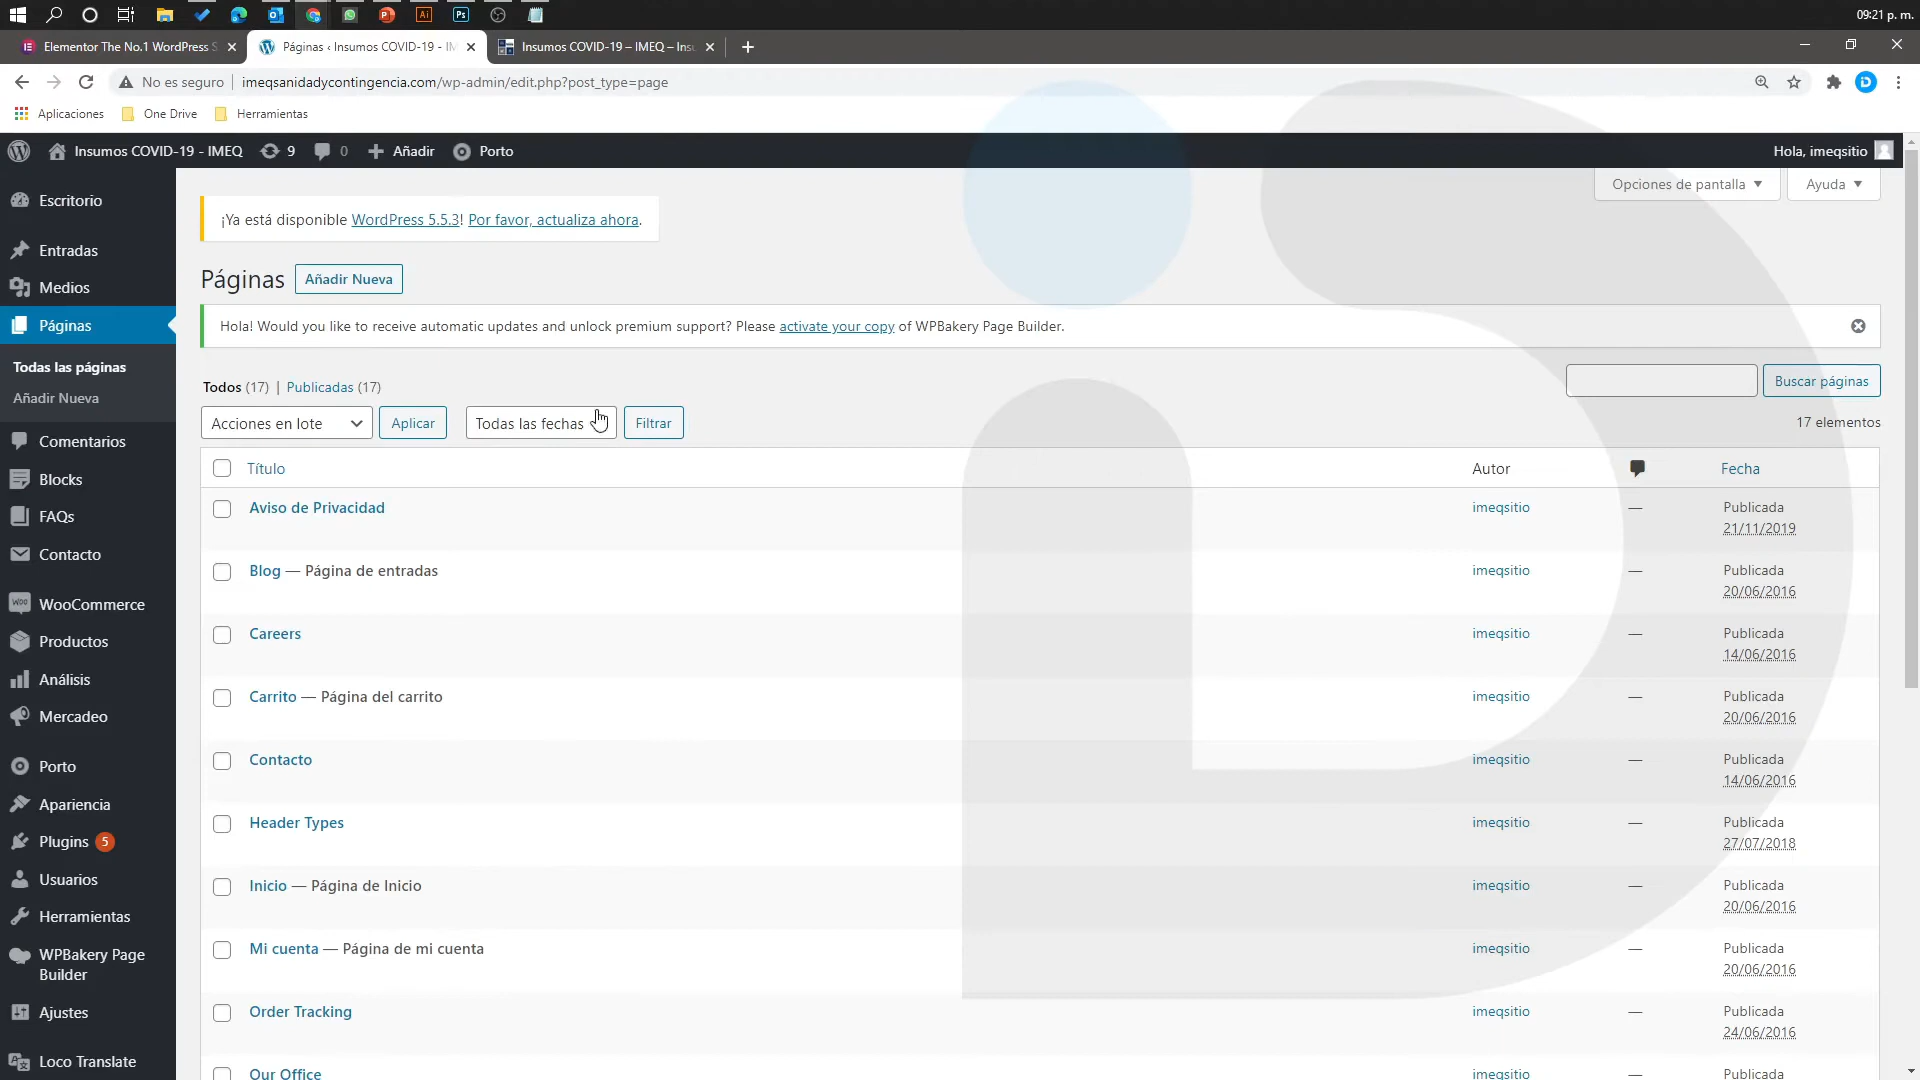 09:21 p. m.
Elementor The No.1 WordPress S
Páginas ‹ Insumos COVID-19 - IM
Insumos COVID-19 – IMEQ – Ins
No es seguro
imeqsanidadycontingencia.com/wp-admin/edit.php?post_type=page
Aplicaciones
One Drive
Herramientas
Insumos COVID-19 - IMEQ
9
0
Añadir
Porto
Hola, imeqsitio
Opciones de pantalla
Ayuda
Escritorio
Entradas
Medios
Páginas
Todas las páginas
Añadir Nueva
Comentarios
Blocks
FAQs
Contacto
WooCommerce
Productos
Análisis
Mercadeo
Porto
Apariencia
Plugins 5
Usuarios
Herramientas
WPBakery Page
Builder
Ajustes
Loco Translate
¡Ya está disponible WordPress 5.5.3! Por favor, actualiza ahora.
Páginas
Añadir Nueva
Hola! Would you like to receive automatic updates and unlock premium support? Please activate your copy of WPBakery Page Builder.
Todos (17) | Publicadas (17)
Buscar páginas
Acciones en lote
Aplicar
Todas las fechas
Filtrar
17 elementos
Título
Autor
Fecha
Aviso de Privacidad
imeqsitio
—
Publicada
21/11/2019
Blog — Página de entradas
imeqsitio
—
Publicada
20/06/2016
Careers
imeqsitio
—
Publicada
14/06/2016
Carrito — Página del carrito
imeqsitio
—
Publicada
20/06/2016
Contacto
imeqsitio
—
Publicada
14/06/2016
Header Types
imeqsitio
—
Publicada
27/07/2018
Inicio — Página de Inicio
imeqsitio
—
Publicada
20/06/2016
Mi cuenta — Página de mi cuenta
imeqsitio
—
Publicada
20/06/2016
Order Tracking
imeqsitio
—
Publicada
24/06/2016
Our Office
imeqsitio
—
Publicada